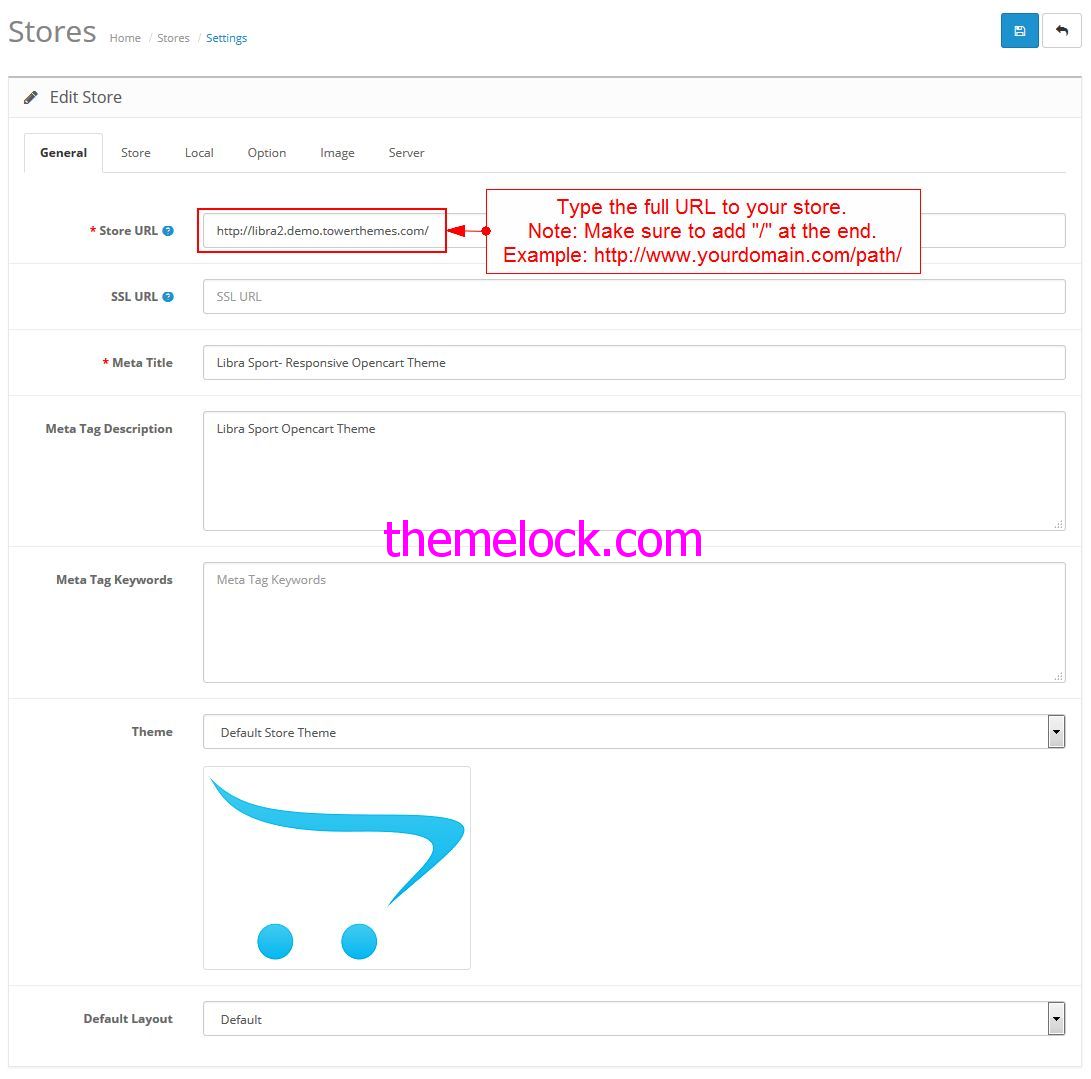 Stores Home / Stores / Settings
Edit Store
General Store Local Option Image Server
* Store URL ? http://libra2.demo.towerthemes.com/
Type the full URL to your store.
Note: Make sure to add "/" at the end.
Example: http://www.yourdomain.com/path/
SSL URL ? SSL URL
* Meta Title Libra Sport- Responsive Opencart Theme
Meta Tag Description Libra Sport Opencart Theme
themelock.com
Meta Tag Keywords Meta Tag Keywords
Theme Default Store Theme
Default Layout Default